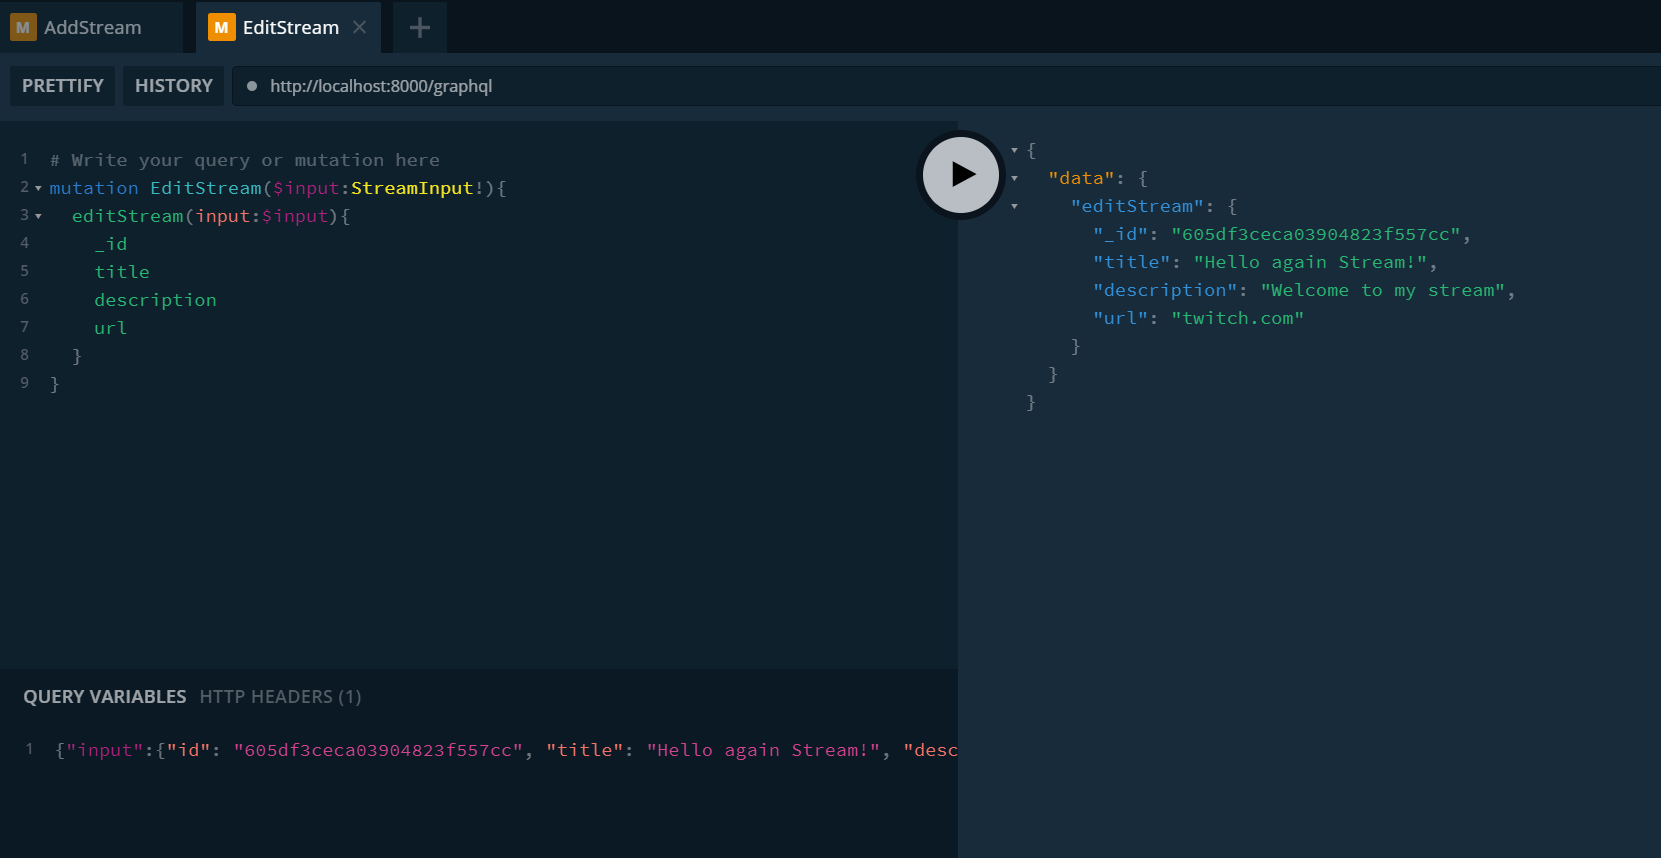 M AddStream
M EditStream
PRETTIFY HISTORY http://localhost:8000/graphql
1 # Write your query or mutation here
2 mutation EditStream($input:StreamInput!){
3 editStream(input:$input){
4 _id
5 title
6 description
7 url
8 }
9 }
QUERY VARIABLES HTTP HEADERS (1)
1 {"input":{"id": "605df3ceca03904823f557cc", "title": "Hello again Stream!", "desc
{
"data": {
"editStream": {
"_id": "605df3ceca03904823f557cc",
"title": "Hello again Stream!",
"description": "Welcome to my stream",
"url": "twitch.com"
}
}
}